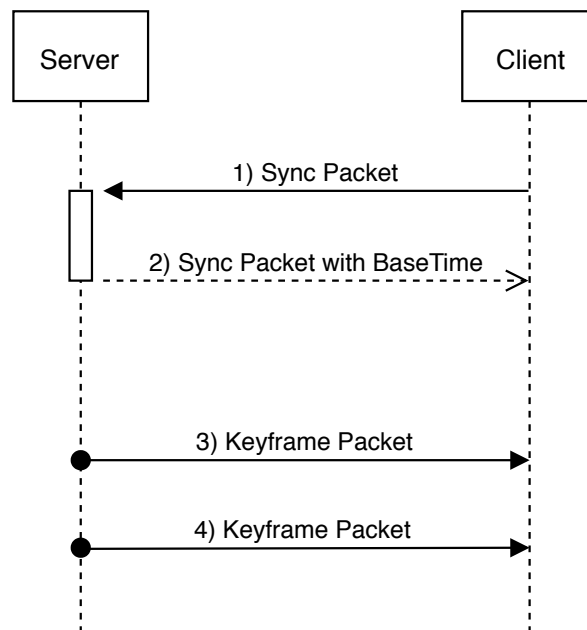 Server
Client
1) Sync Packet
2) Sync Packet with BaseTime
3) Keyframe Packet
4) Keyframe Packet